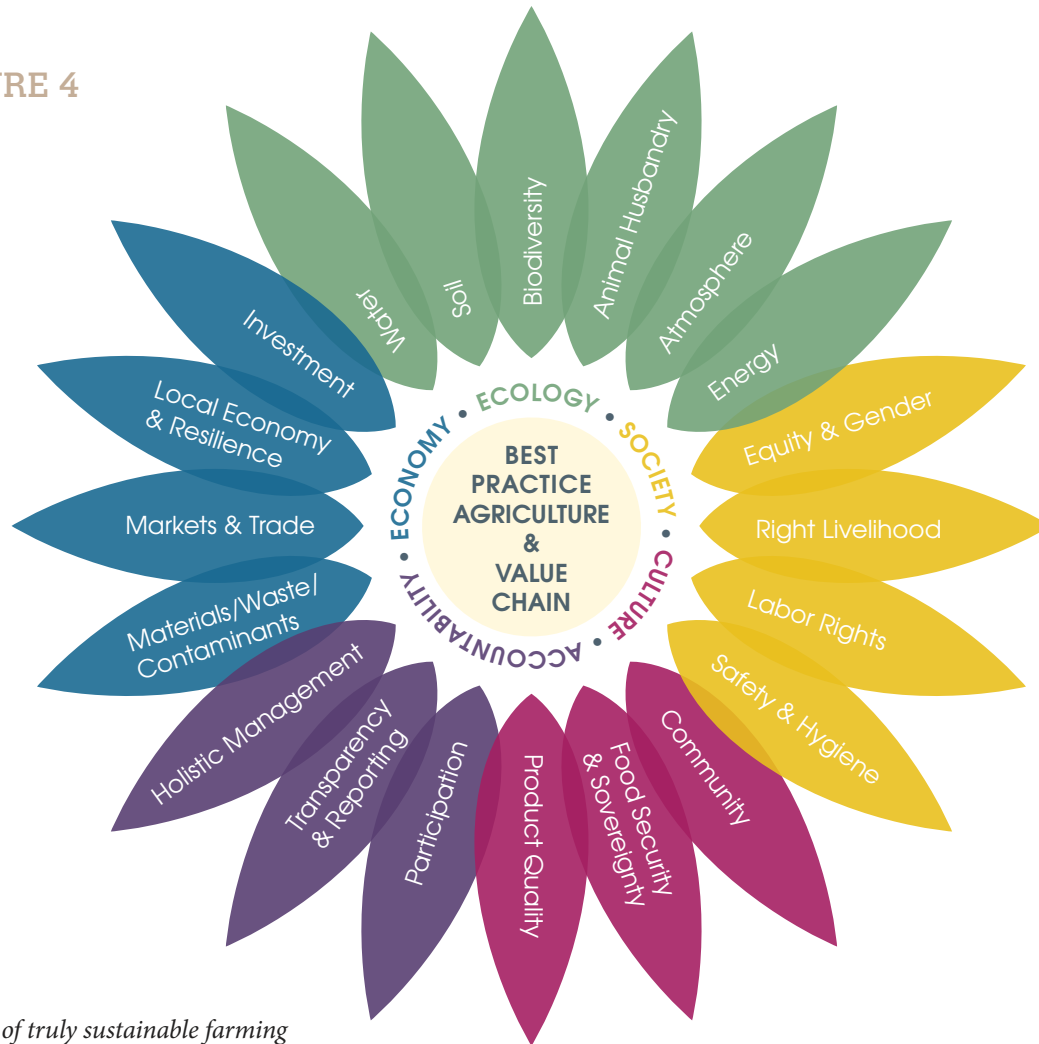 RE 4
Water
Soil
Biodiversity
Animal Husbandry
Atmosphere
Energy
Equity & Gender
Right Livelihood
Labor Rights
Safety & Hygiene
Community
Food Security
& Sovereignty
Product Quality
Participation
Transparency
& Reporting
Holistic Management
Materials/Waste/
Contaminants
Markets & Trade
Local Economy
& Resilience
Investment
ECOLOGY • SOCIETY • CULTURE • ACCOUNTABILITY • ECONOMY •
BEST
PRACTICE
AGRICULTURE
&
VALUE
CHAIN
of truly sustainable farming